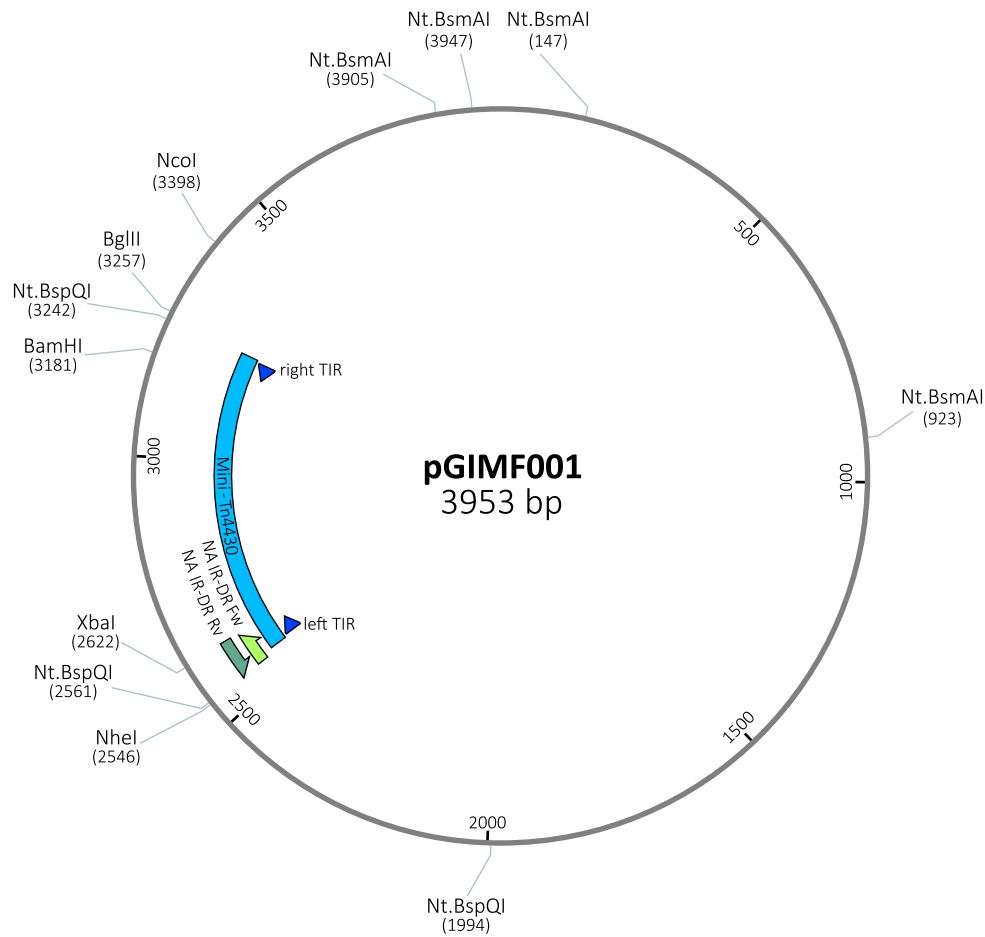 Nt.BsmAI
(3947)
Nt.BsmAI
(147)
Nt.BsmAI
(3905)
NcoI
(3398)
3500
500
BglII
(3257)
Nt.BspQI
(3242)
BamHI
(3181)
right TIR
Nt.BsmAI
(923)
3000
pGIMF001
3953 bp
1000
Mini-Tn4430
NA IR-DR Fw
NA IR-DR Rv
left TIR
XbaI
(2622)
Nt.BspQI
(2561)
2500
NheI
(2546)
1500
2000
Nt.BspQI
(1994)